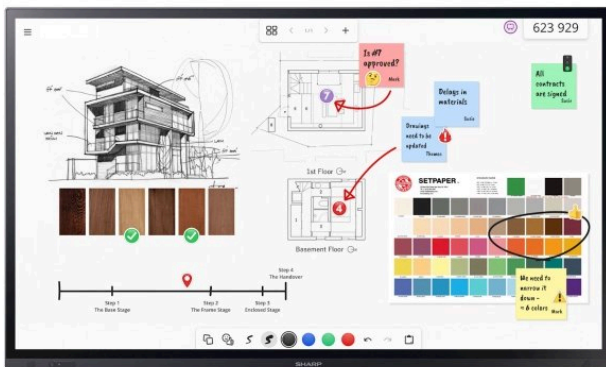 623 929
Is #7
approved?
Mark
7
Delays in
materials
Susie
All
contracts
are signed
Susie
Drawings
need to be
updated
Thomas
1st Floor
4
Basement Floor
SETPAPER
Step 4
The Handover
Step 1
The Base Stage
Step 2
The Frame Stage
Step 3
Enclosed Stage
We need to
narrow it
down -
≈ 6 colors
Mark
SHARP